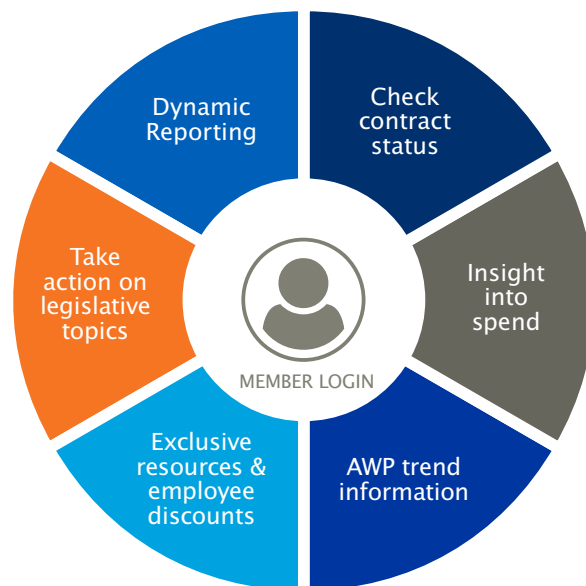 Dynamic
Reporting
Check
contract
status
Take
action on
legislative
topics
Insight
into
spend
MEMBER LOGIN
Exclusive
resources &
employee
discounts
AWP trend
information